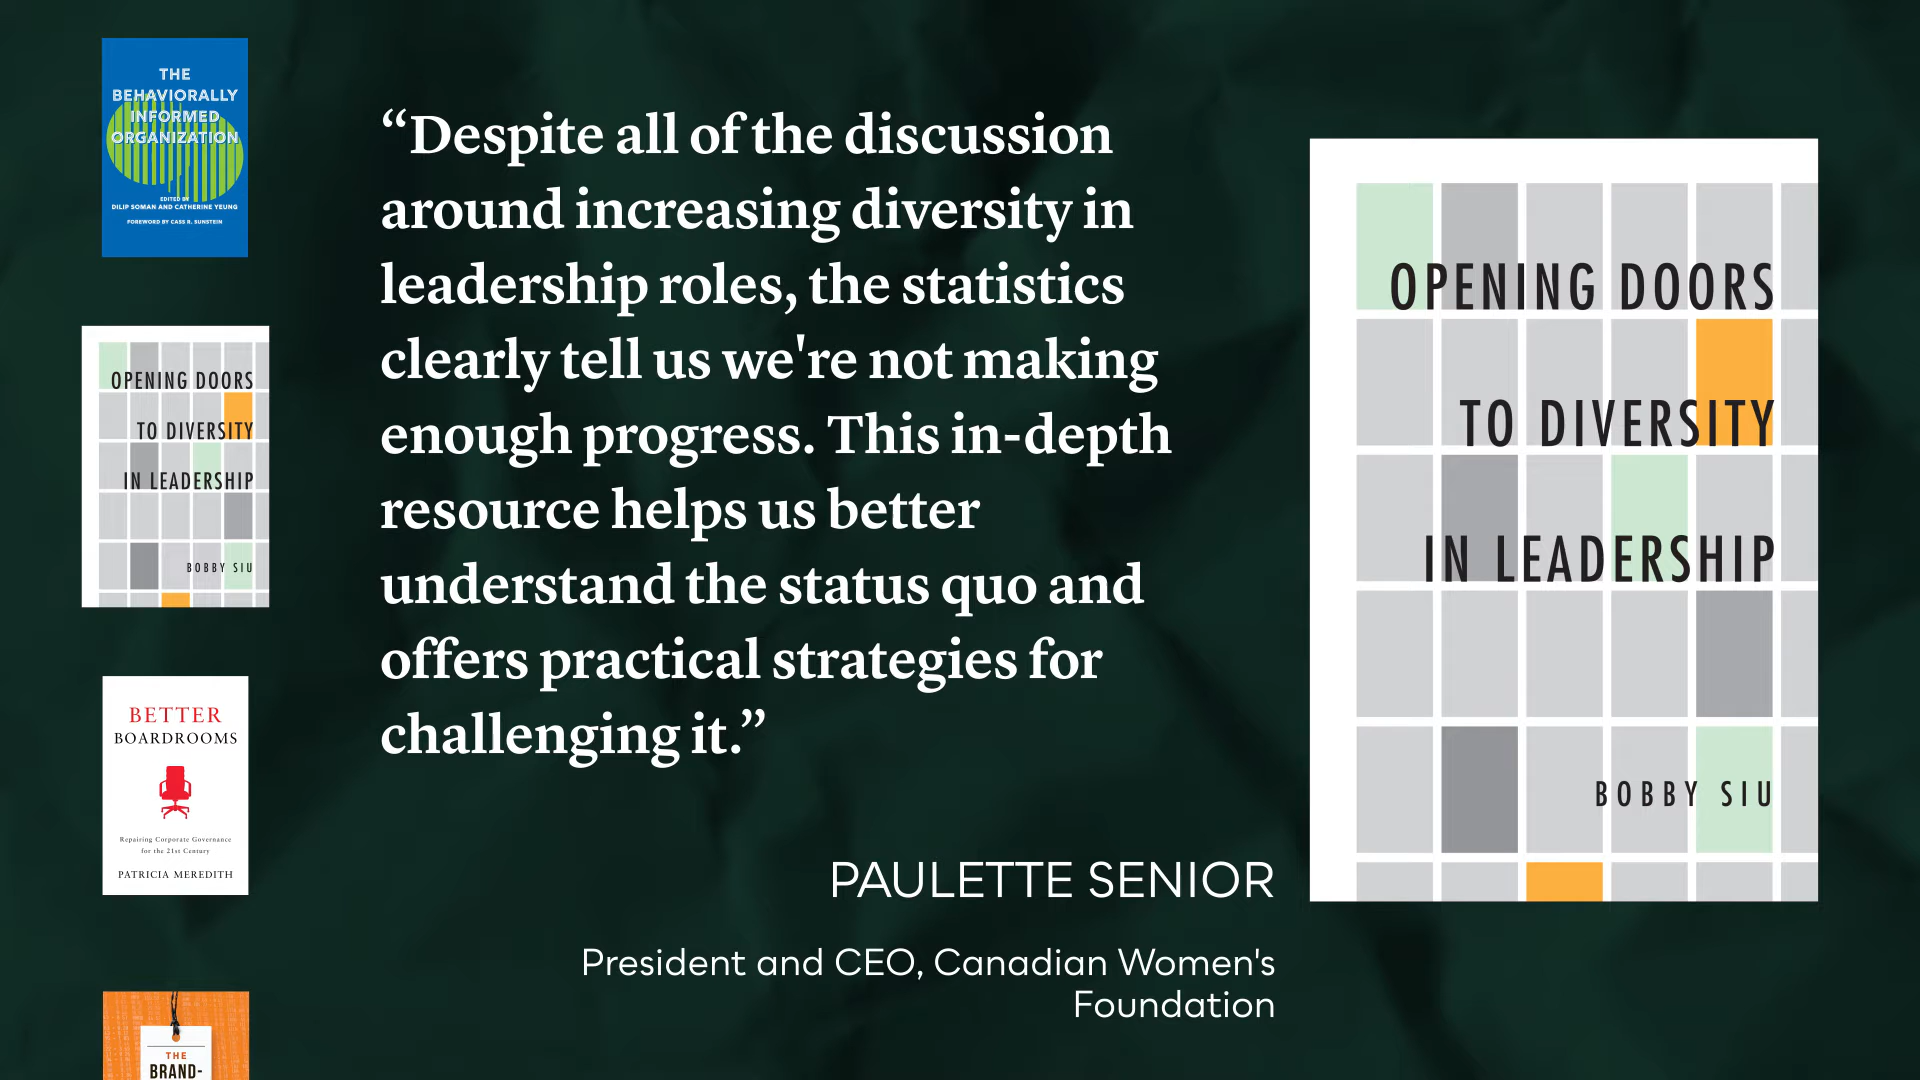 THE
BEHAVIORALLY
INFORMED
ORGANIZATION
EDITED BY
DILIP SOMAN AND CATHERINE YEUNG
FOREWORD BY CASS R. SUNSTEIN
OPENING DOORS
TO DIVERSITY
IN LEADERSHIP
BOBBY SIU
BETTER
BOARDROOMS
Repairing Corporate Governance
for the 21st Century
PATRICIA MEREDITH
THE
BRAND-
“Despite all of the discussion
around increasing diversity in
leadership roles, the statistics
clearly tell us we're not making
enough progress. This in-depth
resource helps us better
understand the status quo and
offers practical strategies for
challenging it.”
PAULETTE SENIOR
President and CEO, Canadian Women's
Foundation
OPENING DOORS
TO DIVERSITY
IN LEADERSHIP
BOBBY SIU